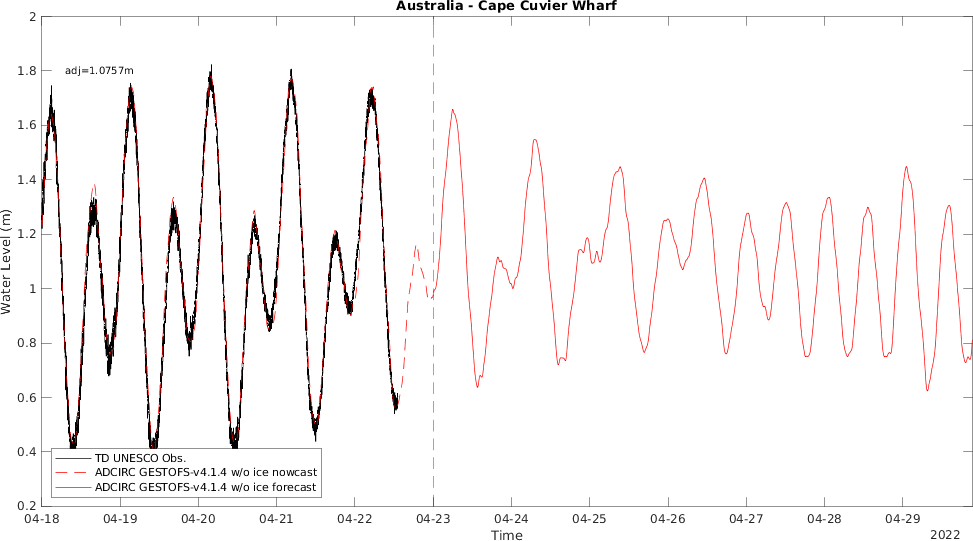 Australia - Cape Cuvier Wharf
adj=1.0757m
Water Level (m)
2
1.8
1.6
1.4
1.2
1
0.8
0.6
0.4
0.2
TD UNESCO Obs.
ADCIRC GESTOFS-v4.1.4 w/o ice nowcast
ADCIRC GESTOFS-v4.1.4 w/o ice forecast
04-18 04-19 04-20 04-21 04-22 04-23 04-24 04-25 04-26 04-27 04-28 04-29
Time
2022